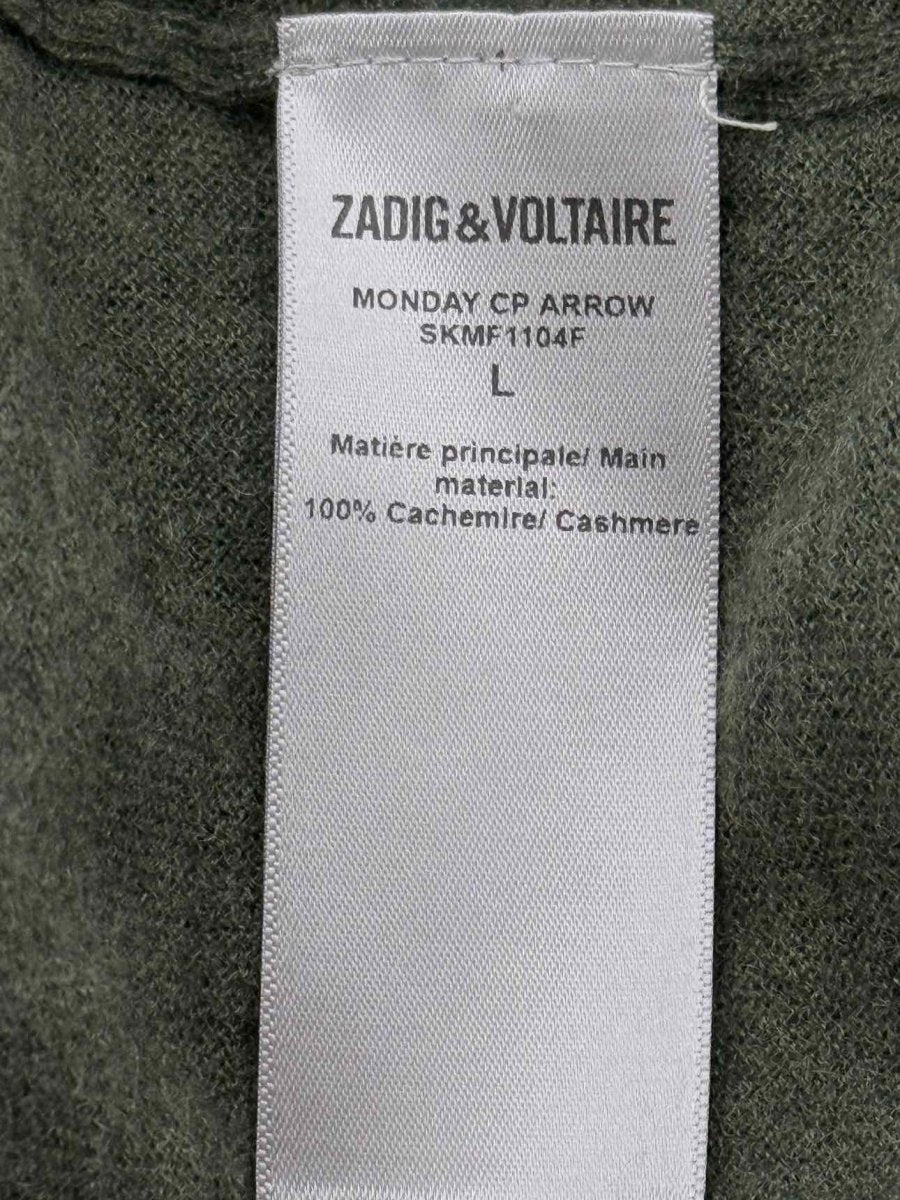 ZADIG&VOLTAIRE
MONDAY CP ARROW
SKMF1104F
L
Matière principale/ Main
material:
100% Cachemire/ Cashmere